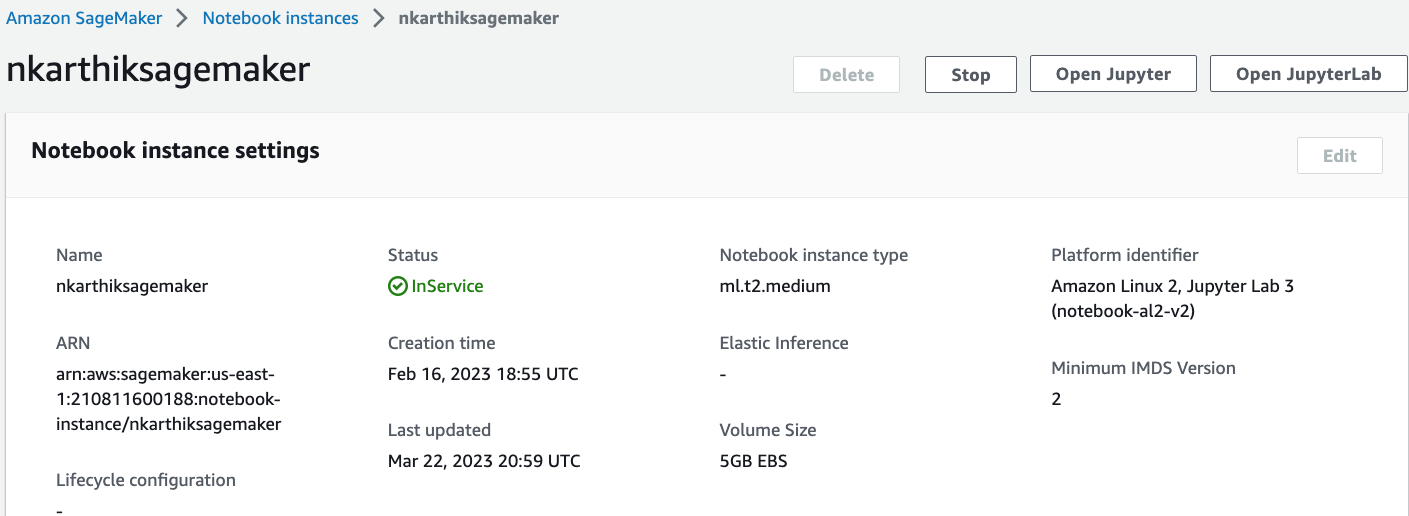 Amazon SageMaker > Notebook instances > nkarthiksagemaker
nkarthiksagemaker
Delete Stop Open Jupyter Open JupyterLab
Notebook instance settings
Edit
Name
nkarthiksagemaker
ARN
arn:aws:sagemaker:us-east-
1:210811600188:notebook-
instance/nkarthiksagemaker
Lifecycle configuration
-
Status
InService
Creation time
Feb 16, 2023 18:55 UTC
Last updated
Mar 22, 2023 20:59 UTC
Notebook instance type
ml.t2.medium
Elastic Inference
-
Volume Size
5GB EBS
Platform identifier
Amazon Linux 2, Jupyter Lab 3
(notebook-al2-v2)
Minimum IMDS Version
2